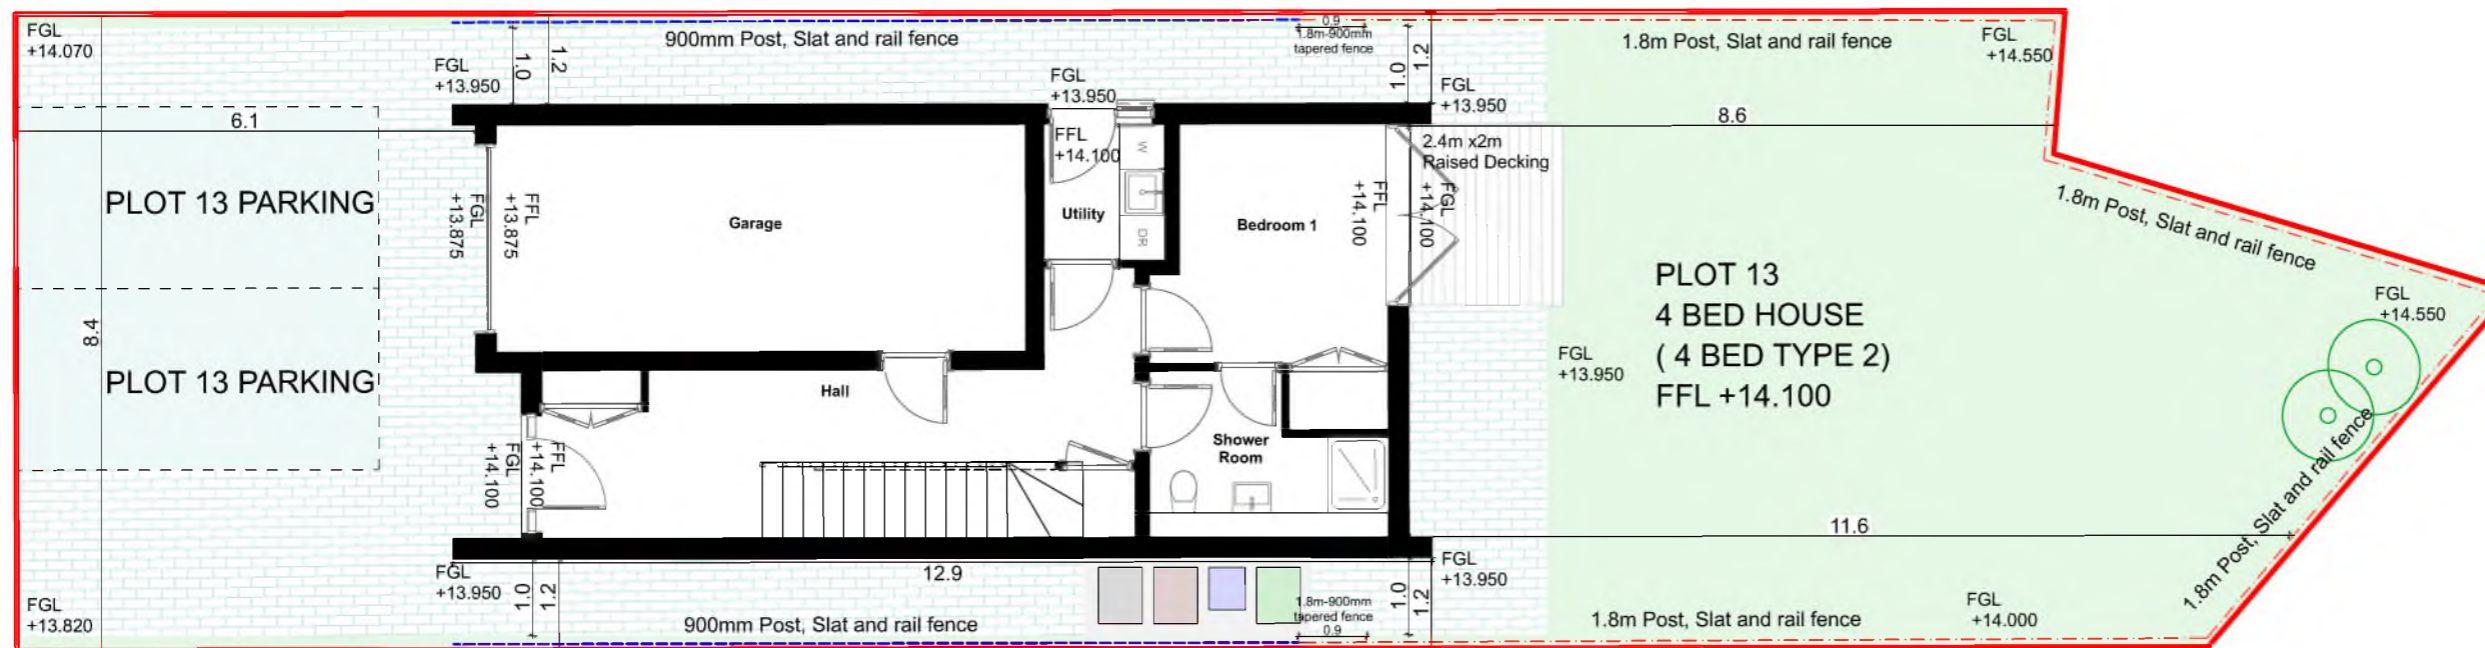 FGL
+14.070
900mm Post, Slat and rail fence
1.0
1.2
0.9
1.8m-900mm
tapered fence
1.0
1.2
1.8m Post, Slat and rail fence
FGL
+14.550
FGL
+13.950
FGL
+13.950
FGL
+13.950
6.1
8.6
FFL
+14.100
W
2.4m x2m
Raised Decking
PLOT 13 PARKING
FGL
+13.875
FFL
+13.875
Garage
Utility
DR
Bedroom 1
FFL
+14.100
FGL
+14.100
1.8m Post, Slat and rail fence
PLOT 13
4 BED HOUSE
( 4 BED TYPE 2)
FFL +14.100
FGL
+14.550
8.4
PLOT 13 PARKING
Hall
FGL
+13.950
FGL
+14.100
FFL
+14.100
Shower
Room
1.8m Post, Slat and rail fence
11.6
FGL
+13.950
12.9
FGL
+13.950
FGL
+13.820
1.0
1.2
900mm Post, Slat and rail fence
1.8m-900mm
tapered fence
0.9
1.0
1.2
1.8m Post, Slat and rail fence
FGL
+14.000